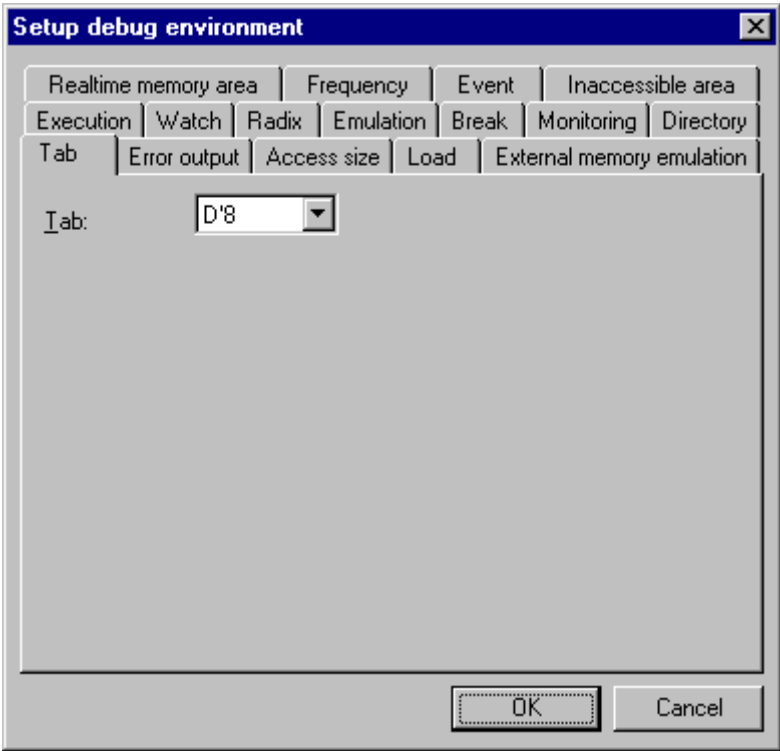 Setup debug environment
Realtime memory area Frequency Event Inaccessible area
Execution Watch Radix Emulation Break Monitoring Directory
Tab Error output Access size Load External memory emulation
Tab: D'8
OK Cancel